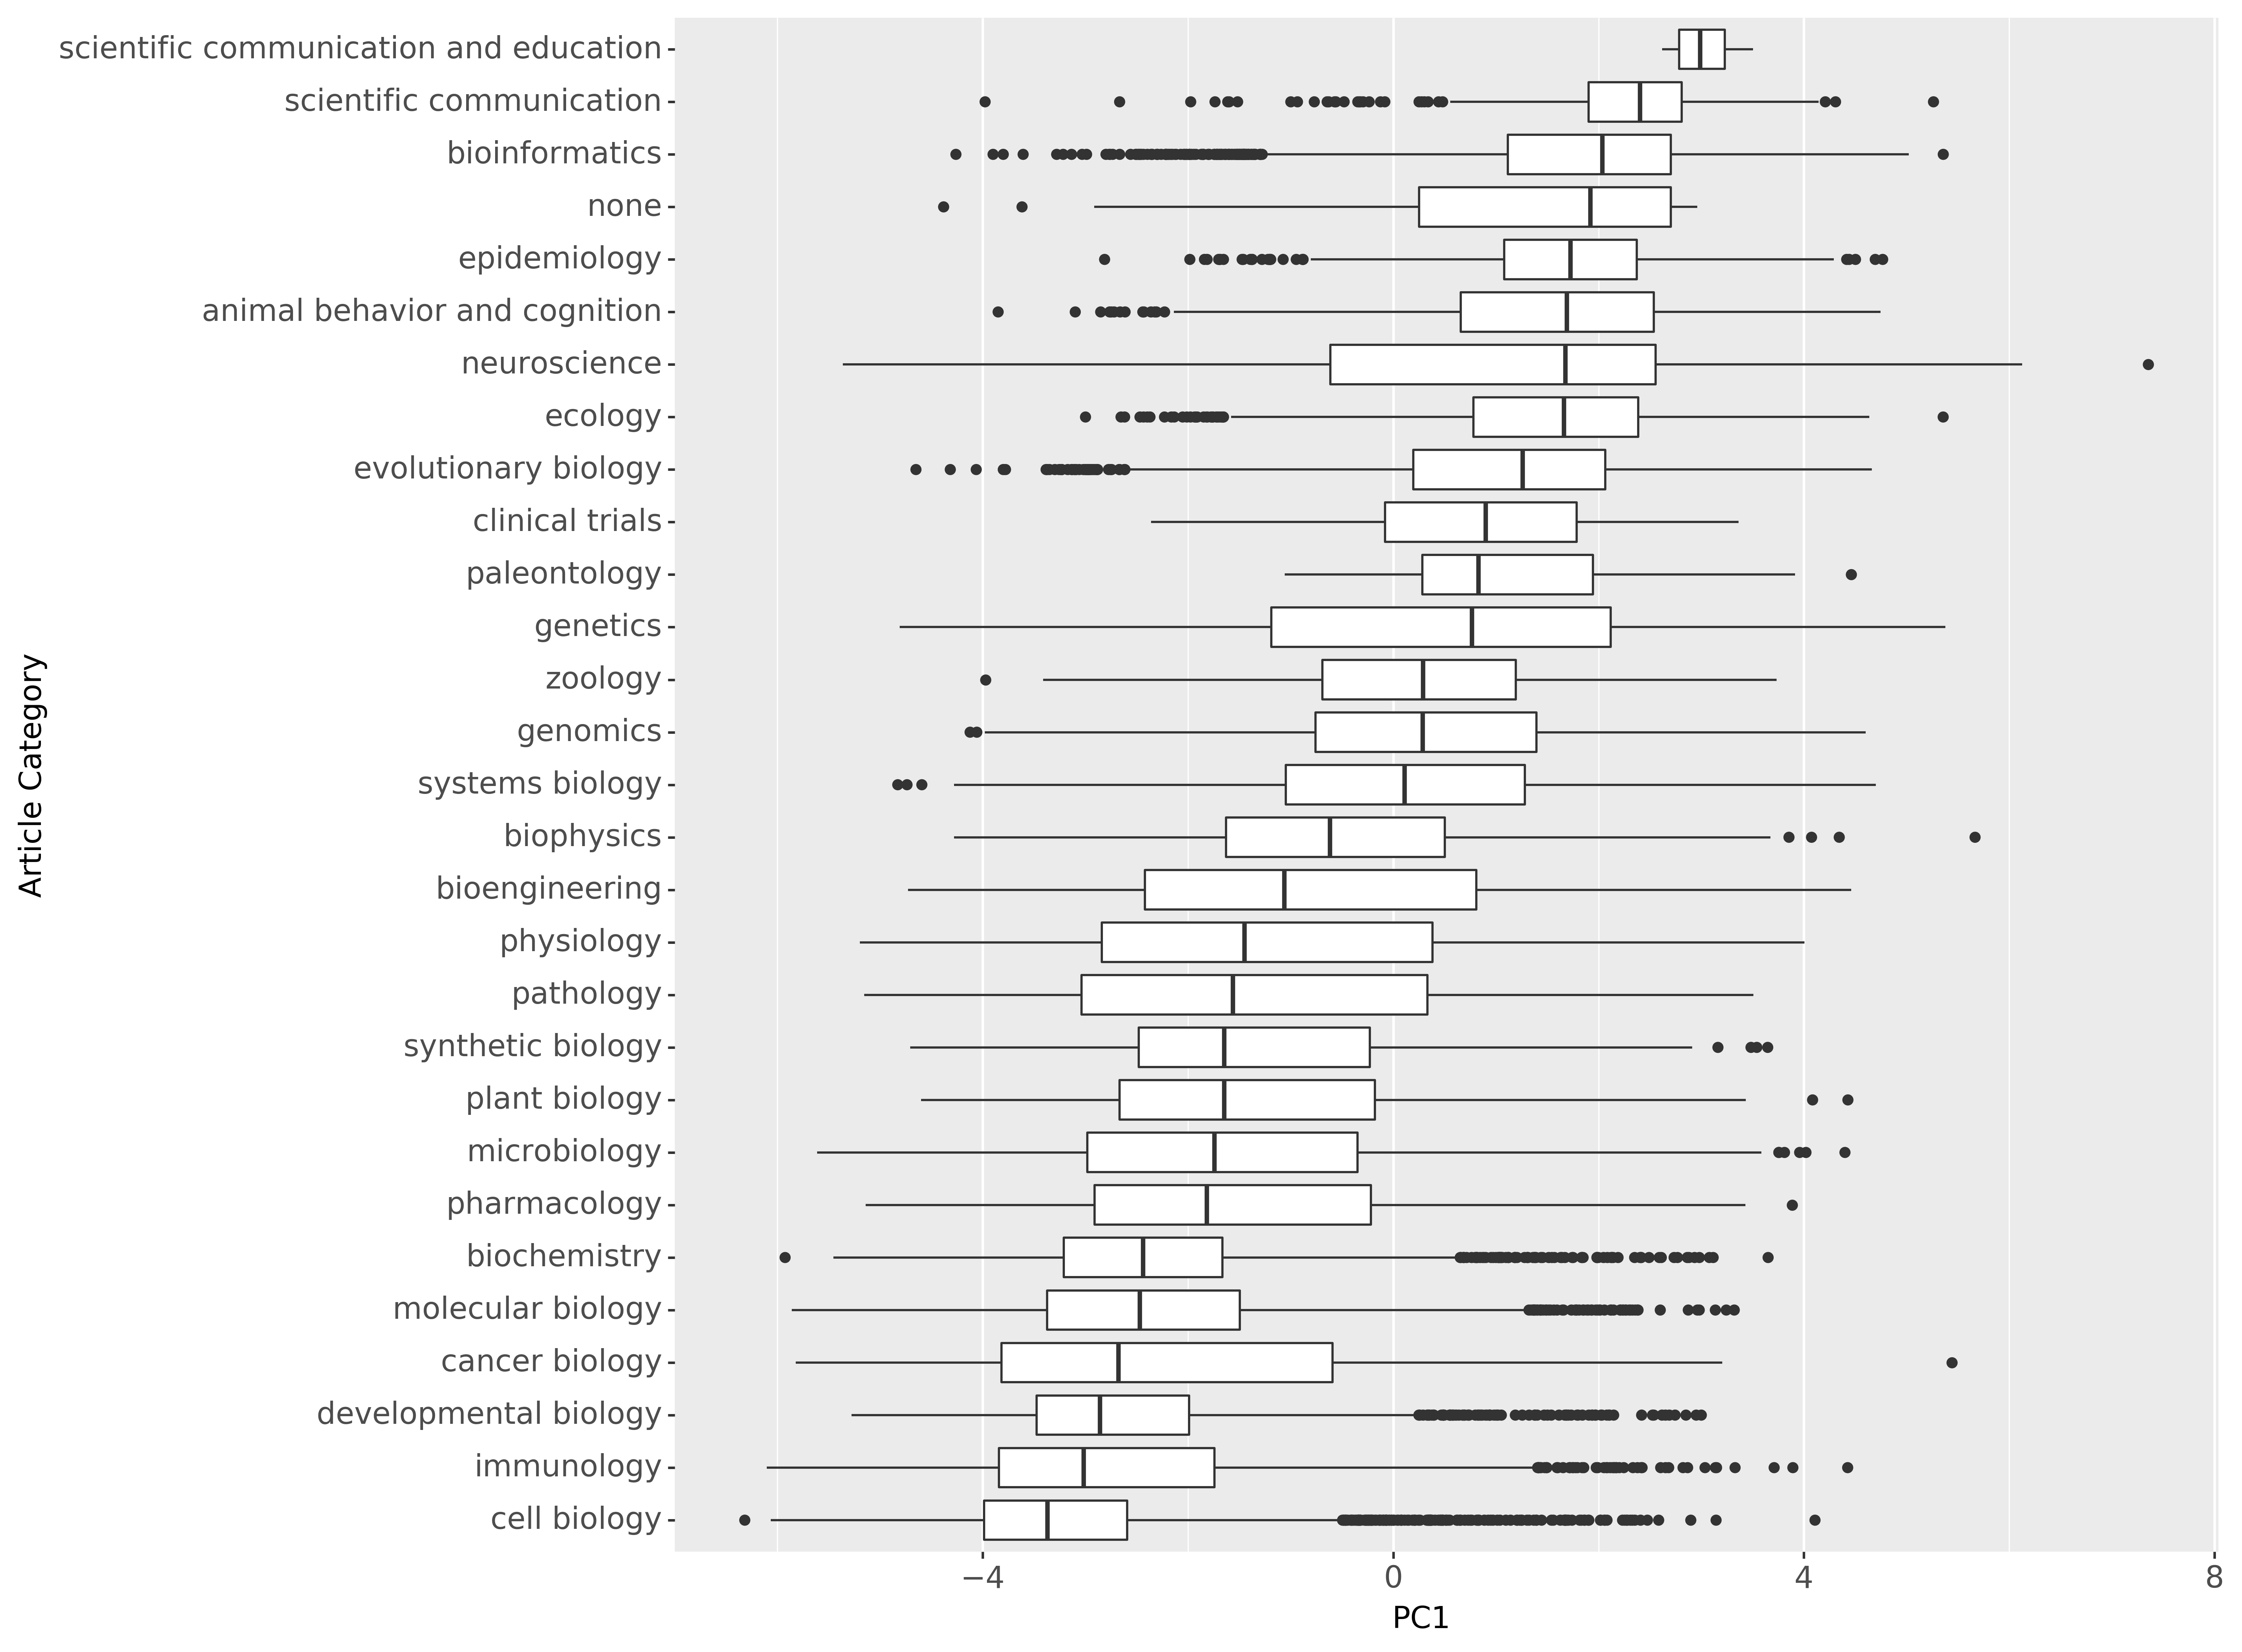 scientific communication and education
scientific communication
bioinformatics
none
epidemiology
animal behavior and cognition
neuroscience
ecology
evolutionary biology
clinical trials
paleontology
genetics
zoology
genomics
systems biology
biophysics
bioengineering
physiology
pathology
synthetic biology
plant biology
microbiology
pharmacology
biochemistry
molecular biology
cancer biology
developmental biology
immunology
cell biology
Article Category
−4 0 4 8
PC1